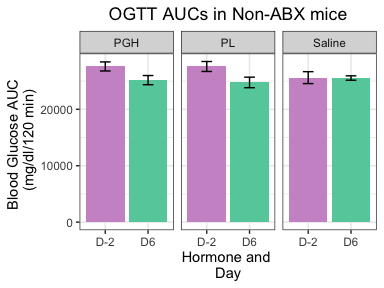 OGTT AUCs in Non-ABX mice
PGH PL Saline
Blood Glucose AUC
(mg/dl/120 min)
20000
10000
0
D-2 D6 D-2 D6 D-2 D6
Hormone and
Day